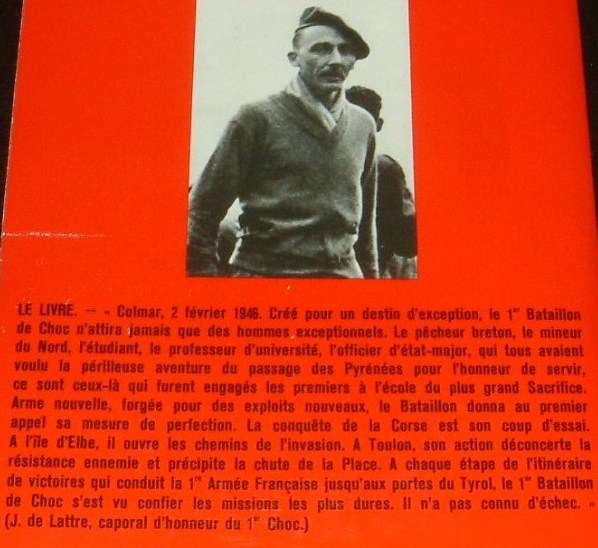 LE LIVRE. — « Colmar, 2 février 1946. Créé pour un destin d'exception, le 1er Bataillon
de Choc n'attira jamais que des hommes exceptionnels. Le pêcheur breton, le mineur
du Nord, l'étudiant, le professeur d'université, l'officier d'état-major, qui tous avaient
voulu la périlleuse aventure du passage des Pyrénées pour l'honneur de servir,
ce sont ceux-là qui furent engagés les premiers à l'école du plus grand Sacrifice.
Arme nouvelle, forgée pour des exploits nouveaux, le Bataillon donna au premier
appel sa mesure de perfection. La conquête de la Corse est son coup d'essai.
A l'île d'Elbe, il ouvre les chemins de l'invasion. A Toulon, son action déconcerte la
résistance ennemie et précipite la chute de la Place. A chaque étape de l'itinéraire
de victoires qui conduit la 1re Armée Française jusqu'aux portes du Tyrol, le 1er Bataillon
de Choc s'est vu confier les missions les plus dures. Il n'a pas connu d'échec. »
(J. de Lattre, caporal d'honneur du 1er Choc.)